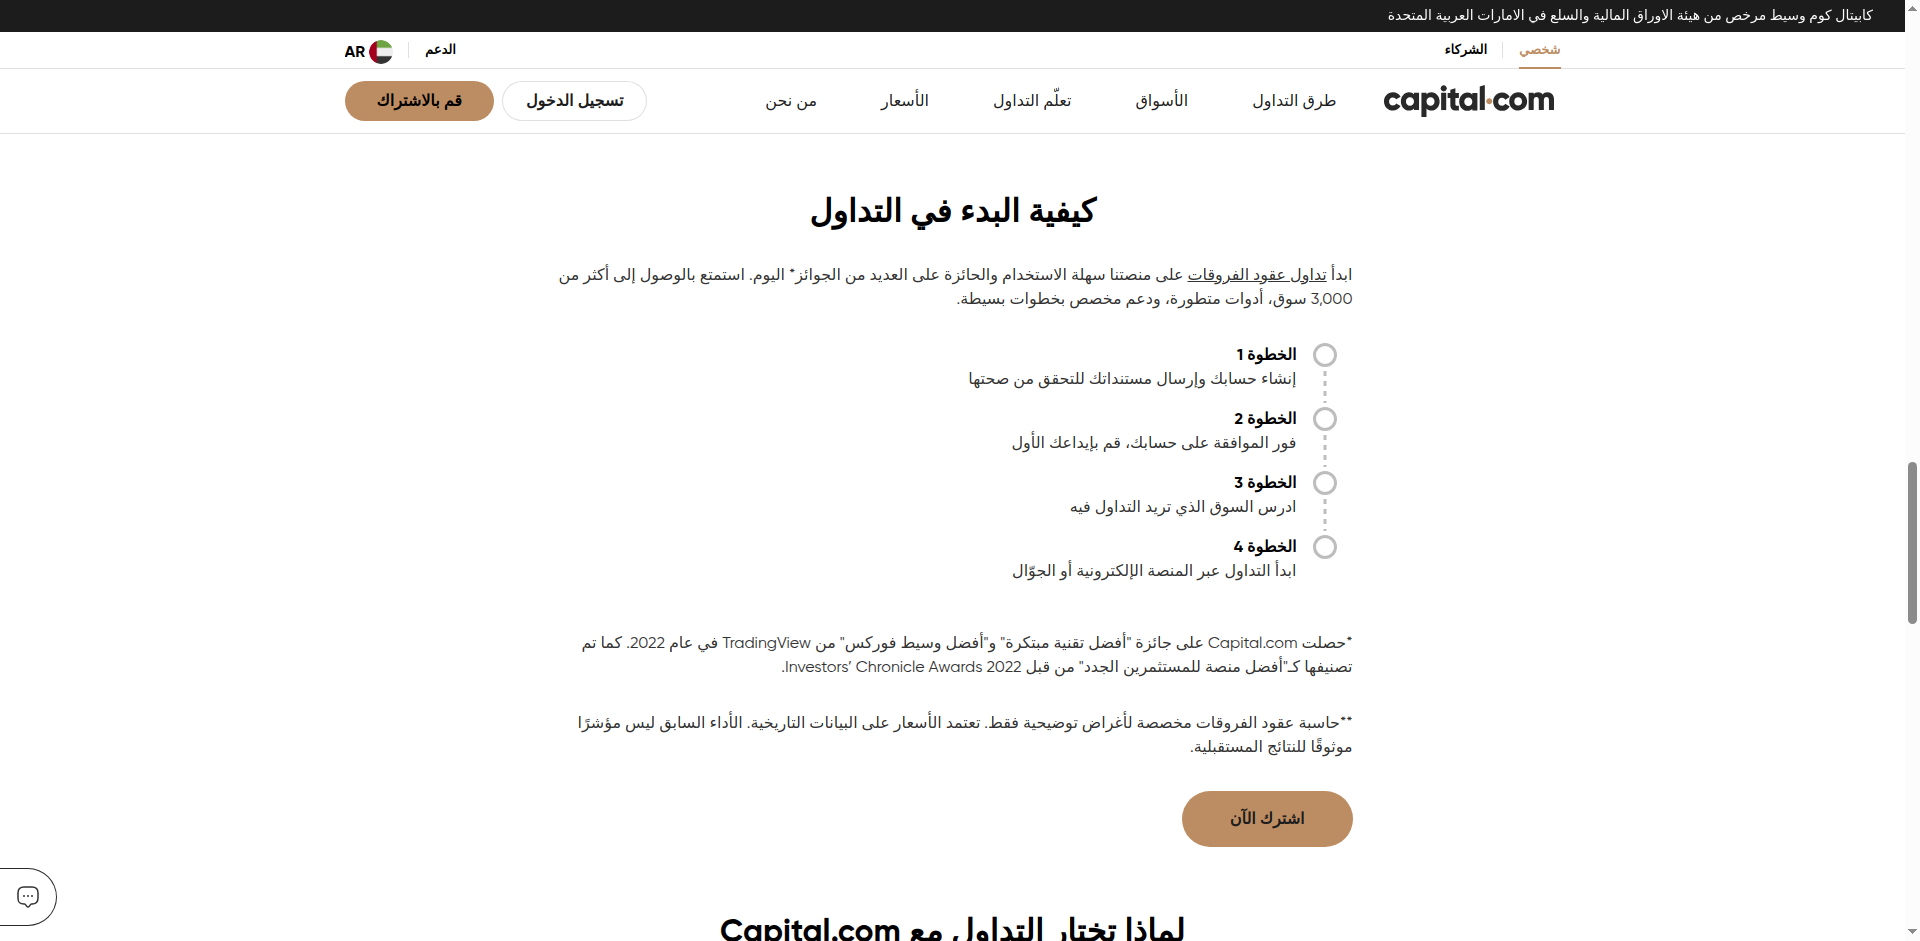 كابيتال كوم وسيط مرخص من هيئة الاوراق المالية والسلع في الامارات العربية المتحدة
شخصي
الشركاء
الدعم
AR
capital.com
طرق التداول
الأسواق
تعلّم التداول
الأسعار
من نحن
تسجيل الدخول
قم بالاشتراك
كيفية البدء في التداول
ابدأ تداول عقود الفروقات على منصتنا سهلة الاستخدام والحائزة على العديد من الجوائز* اليوم. استمتع بالوصول إلى أكثر من
3,000 سوق، أدوات متطورة، ودعم مخصص بخطوات بسيطة.
الخطوة 1
إنشاء حسابك وإرسال مستنداتك للتحقق من صحتها
الخطوة 2
فور الموافقة على حسابك، قم بإيداعك الأول
الخطوة 3
ادرس السوق الذي تريد التداول فيه
الخطوة 4
ابدأ التداول عبر المنصة الإلكترونية أو الجوّال
*حصلت Capital.com على جائزة "أفضل تقنية مبتكرة" و"أفضل وسيط فوركس" من TradingView في عام 2022. كما تم
تصنيفها كـ"أفضل منصة للمستثمرين الجدد" من قبل Investors’ Chronicle Awards 2022.
**حاسبة عقود الفروقات مخصصة لأغراض توضيحية فقط. تعتمد الأسعار على البيانات التاريخية. الأداء السابق ليس مؤشرًا
موثوقًا للنتائج المستقبلية.
اشترك الآن
لماذا تختار التداول مع Capital.com